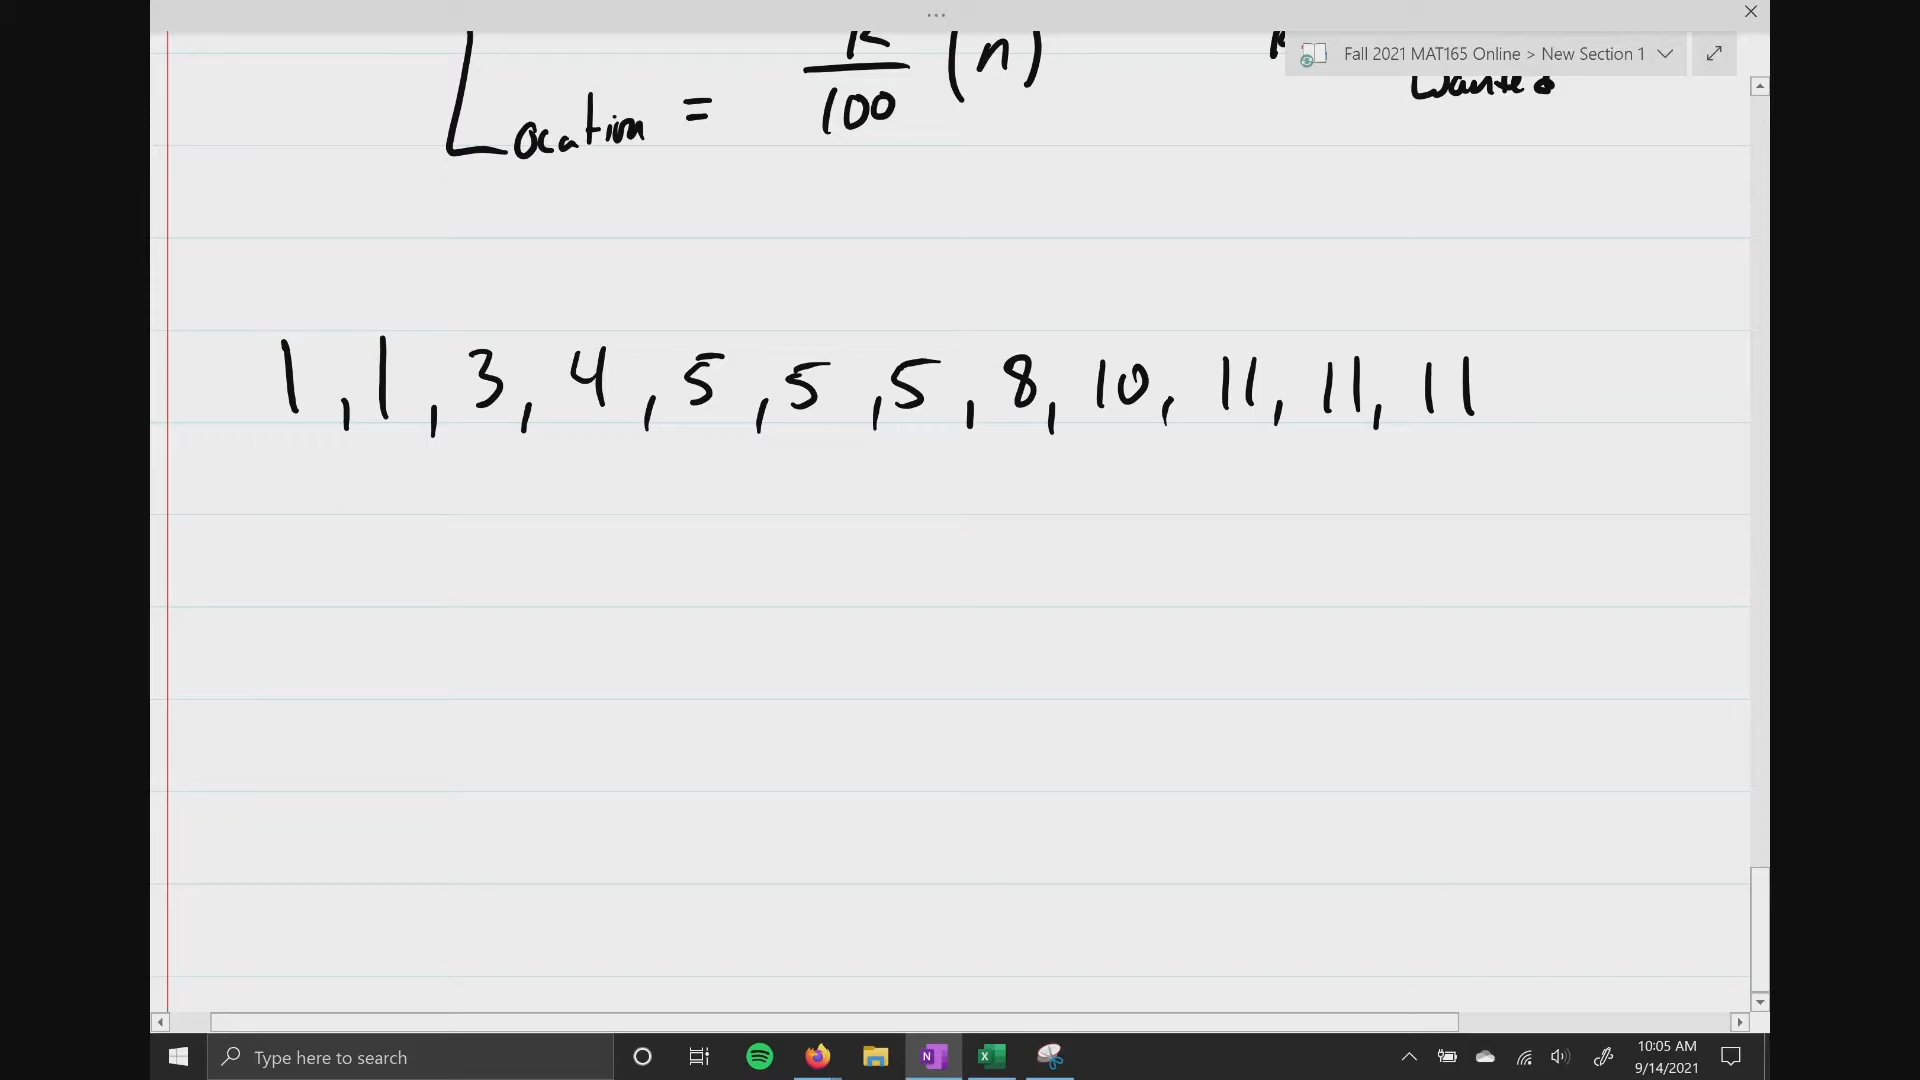 ...
Fall 2021 MAT165 Online > New Section 1
Location = K/100 (n)
Wanted
1, 1, 3, 4, 5, 5, 5, 8, 10, 11, 11, 11
Type here to search
10:05 AM
9/14/2021